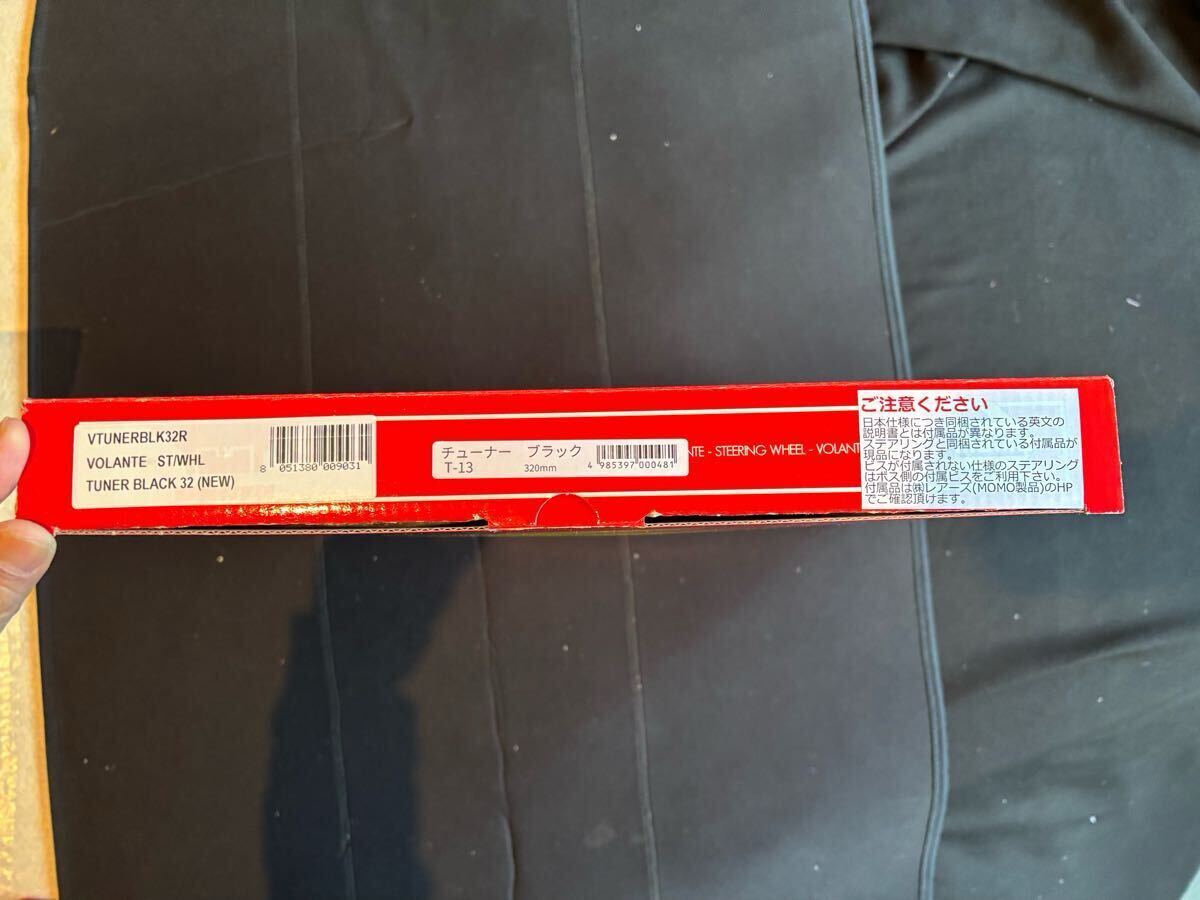 VTUNERBLK32R
VOLANTE ST/WHL
TUNER BLACK 32 (NEW)
8 051380 009031
チューナー ブラック
T-13 320mm
4 985397 000481
NTE - STEERING WHEEL - VOLANT
ご注意ください
日本仕様につき同梱されている英文の
説明書とは付属品が異なります。
ステアリングと同梱されている付属品が
現品になります。
ビスが付属されない仕様のステアリング
はボス側の付属ビスをご利用下さい。
付属品は㈱レアーズ(MOMO製品)のHP
でご確認頂けます。